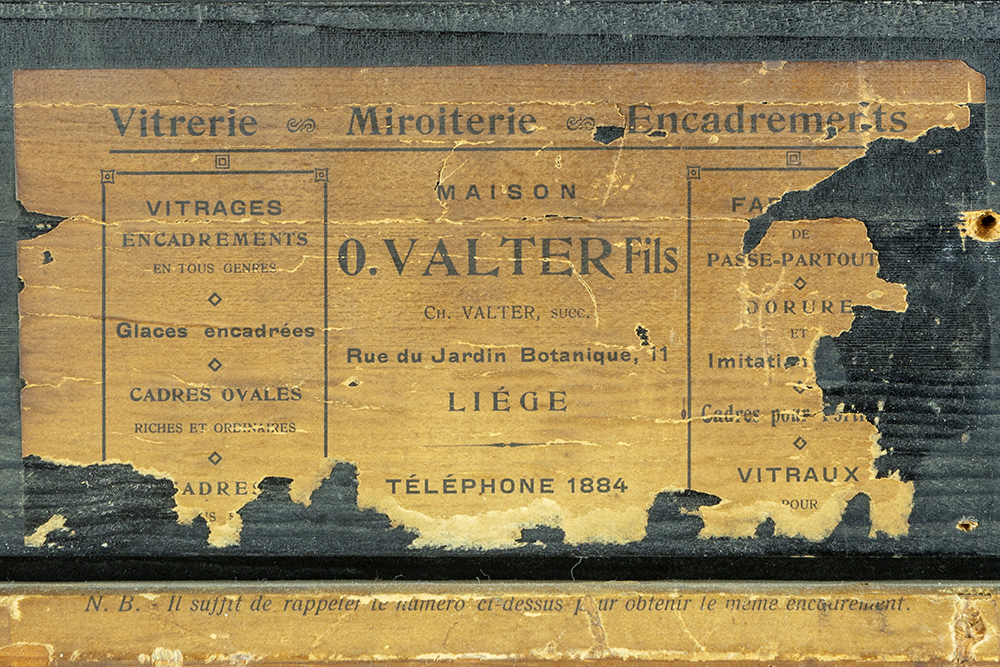 Vitrerie Miroiterie Encadrements
VITRAGES
ENCADREMENTS
EN TOUS GENRES
Glaces encadrées
CADRES OVALES
RICHES ET ORDINAIRES
MAISON
O. VALTER Fils
CH. VALTER, SUCC.
Rue du Jardin Botanique, 11
LIÉGE
TÉLÉPHONE 1884
DE
PASSE-PARTOUT
DORURE
ET
Cadres pour
VITRAUX
POUR
N. B. - Il suffit de rappeler le numéro ci-dessus pour obtenir le même encadrement.